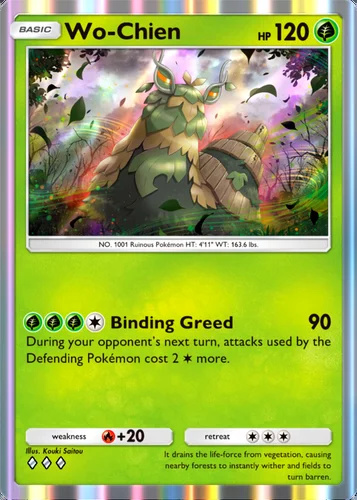 BASIC Wo-Chien HP 120
NO. 1001 Ruinous Pokémon HT: 4'11" WT: 163.6 lbs.
Binding Greed 90
During your opponent's next turn, attacks used by the
Defending Pokémon cost 2 more.
weakness +20 retreat
Illus. Kouki Saitou
It drains the life-force from vegetation, causing
nearby forests to instantly wither and fields to
turn barren.